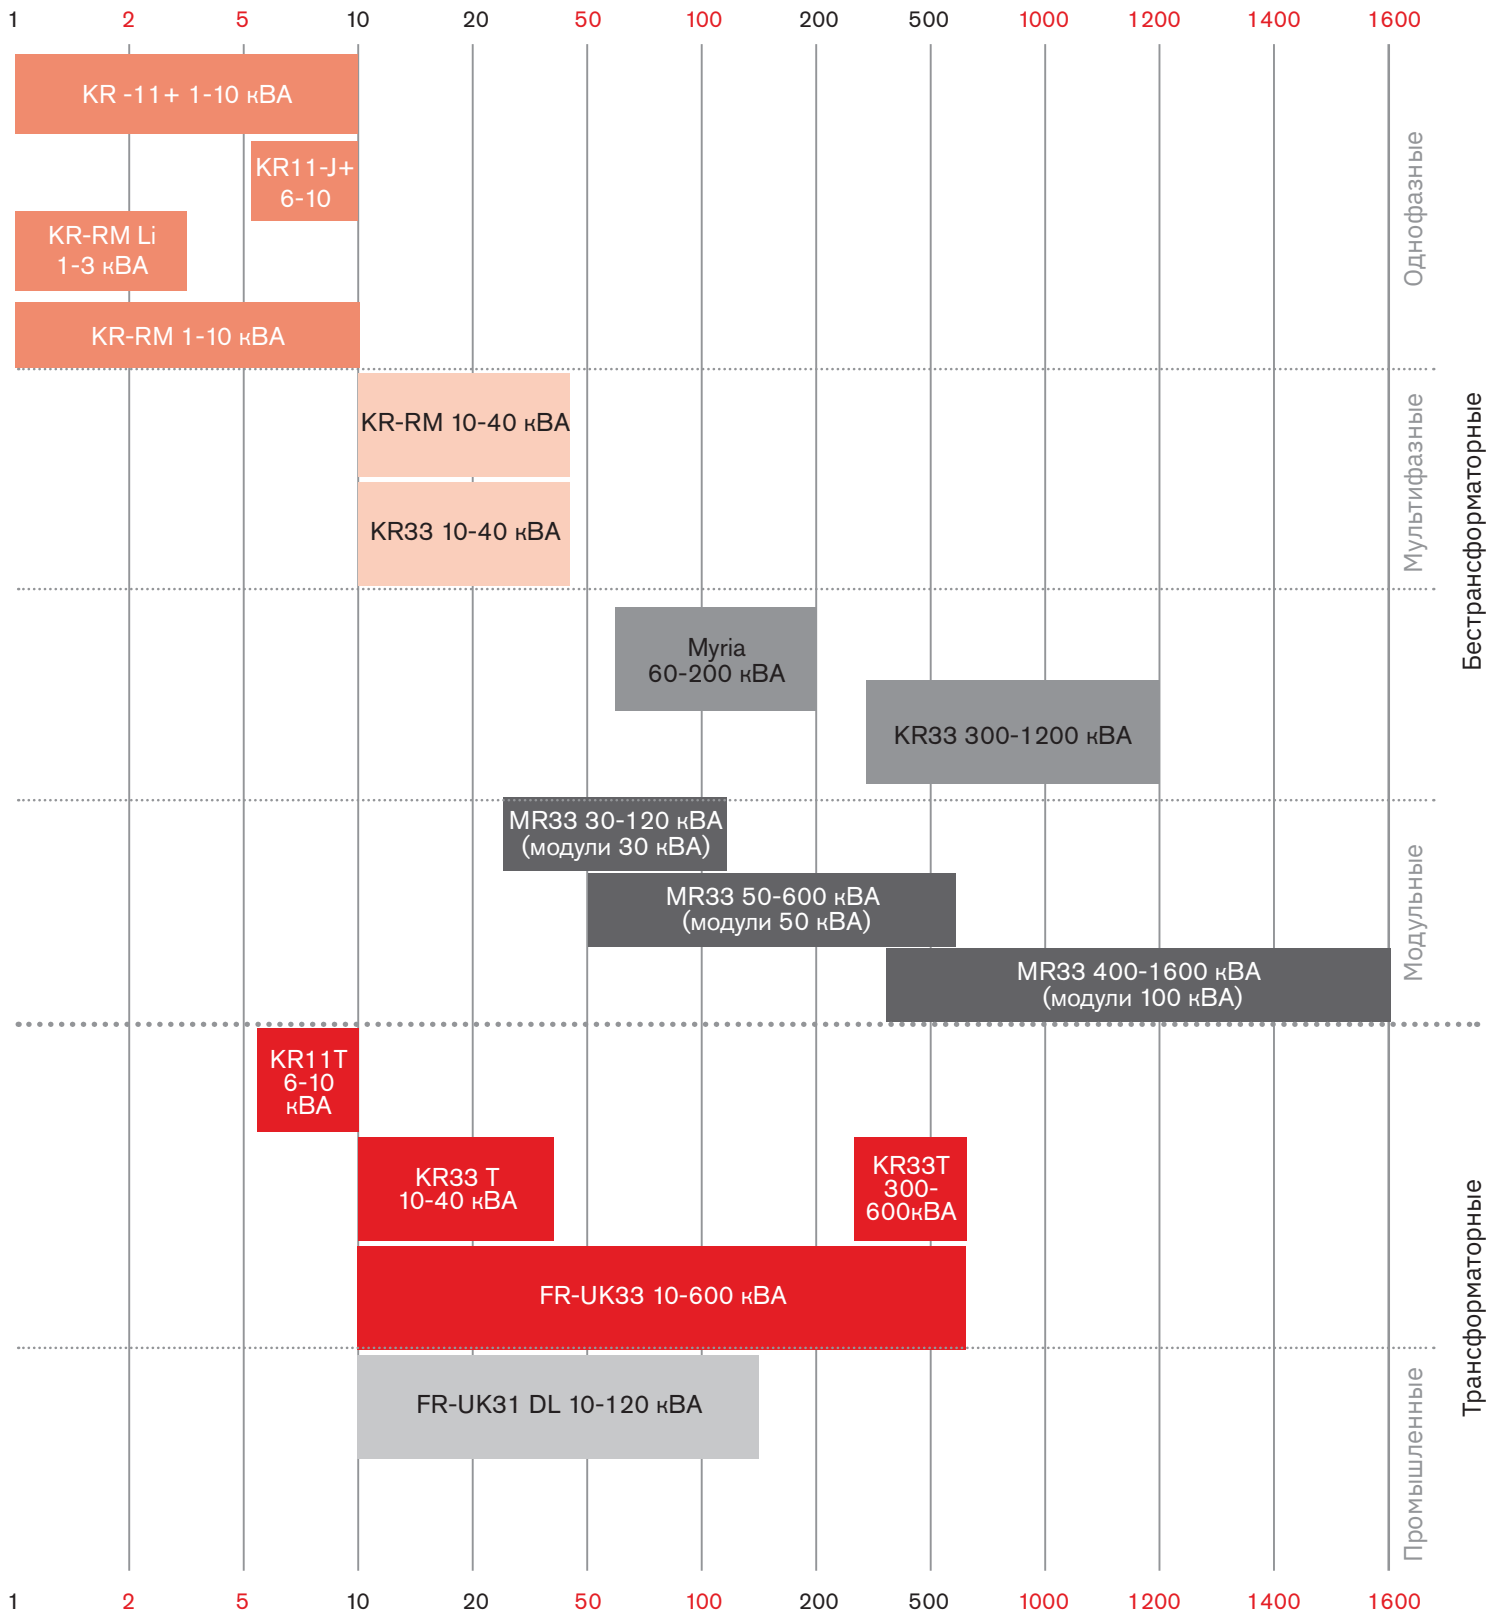 1 2 5 10 20 50 100 200 500 1000 1200 1400 1600
KR -11+ 1-10 кВА
KR11-J+
6-10
KR-RM Li
1-3 кВА
KR-RM 1-10 кВА
Однофазные
KR-RM 10-40 кВА
KR33 10-40 кВА
Мультифазные
Бестрансформаторные
Myria
60-200 кВА
KR33 300-1200 кВА
MR33 30-120 кВА
(модули 30 кВА)
MR33 50-600 кВА
(модули 50 кВА)
MR33 400-1600 кВА
(модули 100 кВА)
Модульные
KR11T
6-10
кВА
KR33 T
10-40 кВА
KR33T
300-
600кВА
FR-UK33 10-600 кВА
Трансформаторные
FR-UK31 DL 10-120 кВА
Промышленные
1 2 5 10 20 50 100 200 500 1000 1200 1400 1600